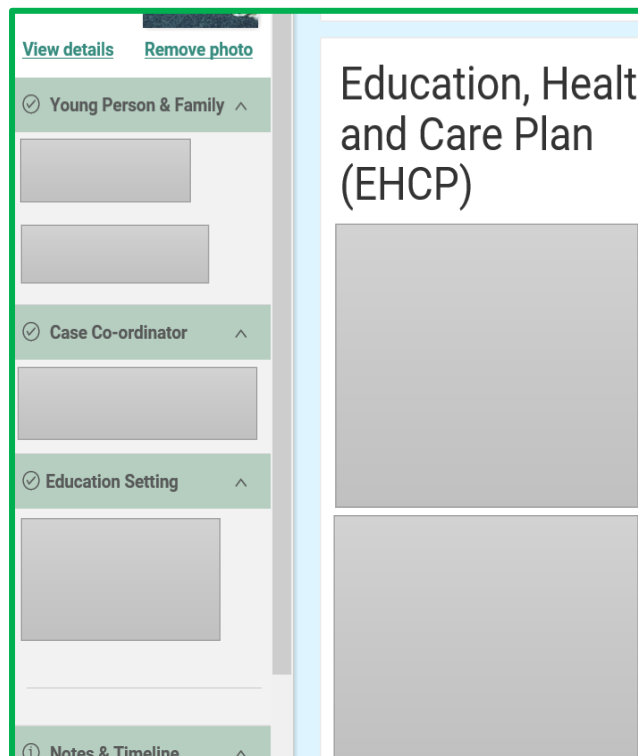 View details Remove photo
Young Person & Family
Case Co-ordinator
Education Setting
Notes & Timeline
Education, Healt
and Care Plan
(EHCP)